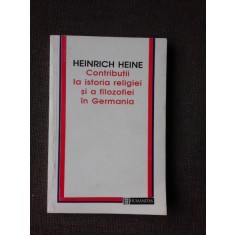 HEINRICH HEINE
Contribuţii
la istoria religiei
şi a filozofiei
în Germania
HUMANITAS